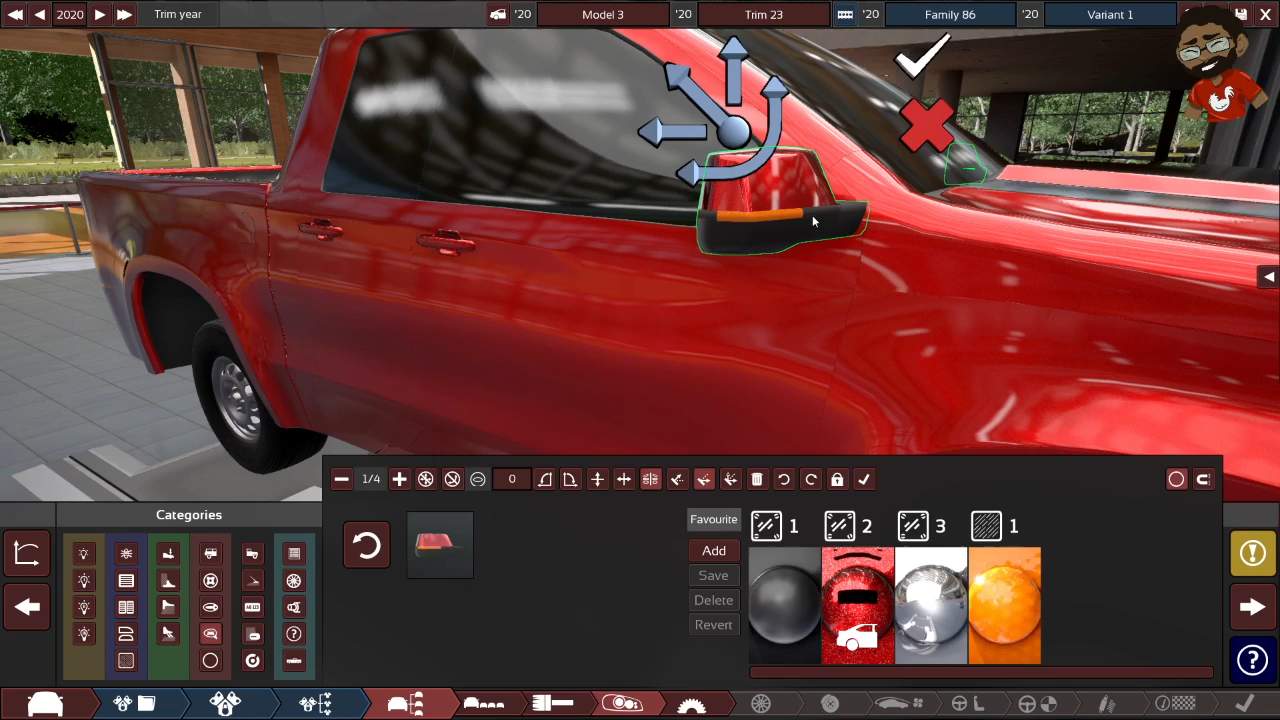 2020
Trim year
'20
Model 3
'20
Trim 23
'20
Family 86
'20
Variant 1
Categories
1/4
0
Favourite
Add
Save
Delete
Revert
1
2
3
1
?
?